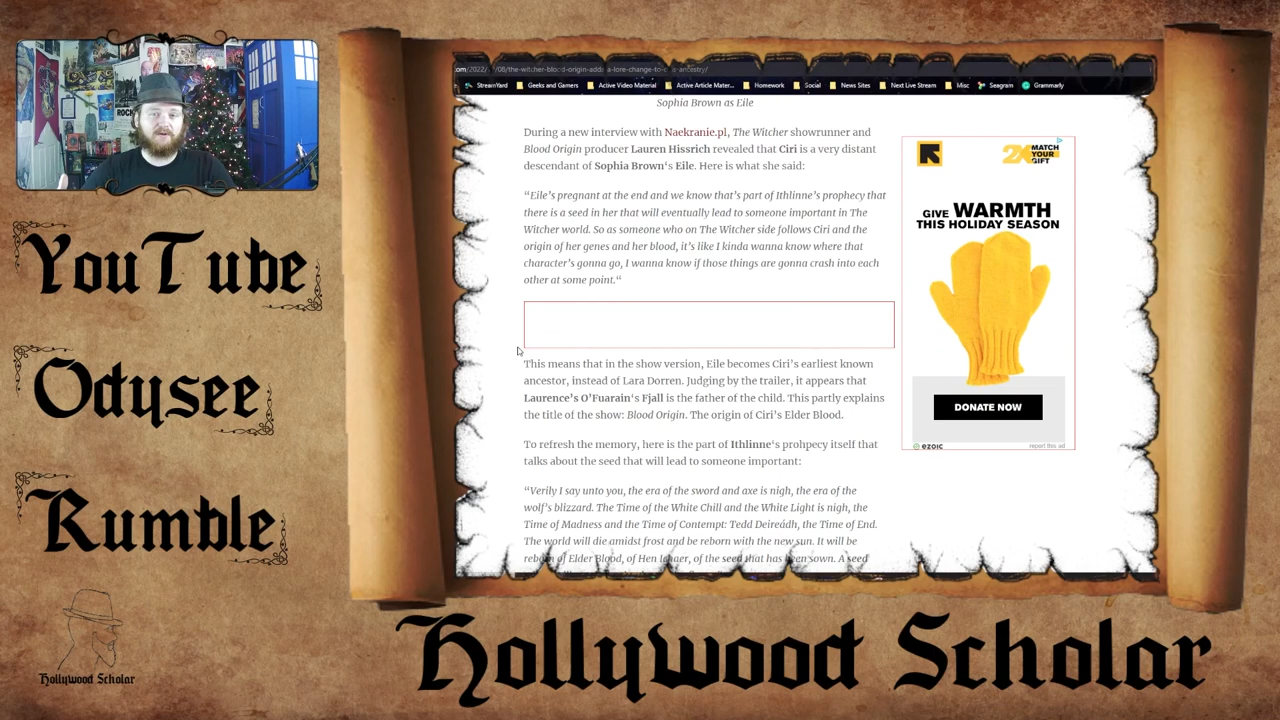 YouTube
Odysee
Rumble
Hollywood Scholar
StreamYard Geeks and Gamers Active Video Material Active Article Mater... Homework Social News Sites Next Live Stream Misc Seagram Grammarly
Sophia Brown as Eile
During a new interview with Naekranie.pl, The Witcher showrunner and
Blood Origin producer Lauren Hissrich revealed that Ciri is a very distant
descendant of Sophia Brown‘s Eile. Here is what she said:
“Eile’s pregnant at the end and we know that’s part of Ithlinne’s prophecy that
there is a seed in her that will eventually lead to someone important in The
Witcher world. So as someone who on The Witcher side follows Ciri and the
origin of her genes and her blood, it’s like I kinda wanna know where that
character’s gonna go, I wanna know if those things are gonna crash into each
other at some point.“
This means that in the show version, Eile becomes Ciri’s earliest known
ancestor, instead of Lara Dorren. Judging by the trailer, it appears that
Laurence’s O’Fuarain‘s Fjall is the father of the child. This partly explains
the title of the show: Blood Origin. The origin of Ciri’s Elder Blood.
To refresh the memory, here is the part of Ithlinne‘s prohpecy itself that
talks about the seed that will lead to someone important:
“Verily I say unto you, the era of the sword and axe is nigh, the era of the
wolf’s blizzard. The Time of the White Chill and the White Light is nigh, the
Time of Madness and the Time of Contempt: Tedd Deireádh, the Time of End.
The world will die amidst frost and be reborn with the new sun. It will be
reborn of Elder Blood, of Hen Ichaer, of the seed that has been sown. A seed
2X MATCH
YOUR
GIFT
GIVE WARMTH
THIS HOLIDAY SEASON
DONATE NOW
ezoic report this ad
Hollywood Scholar